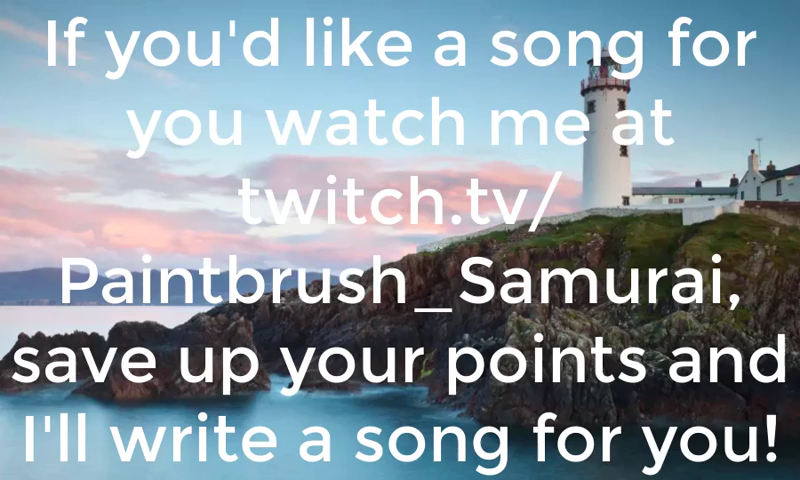 If you'd like a song for
you watch me at
twitch.tv/
Paintbrush_Samurai,
save up your points and
I'll write a song for you!